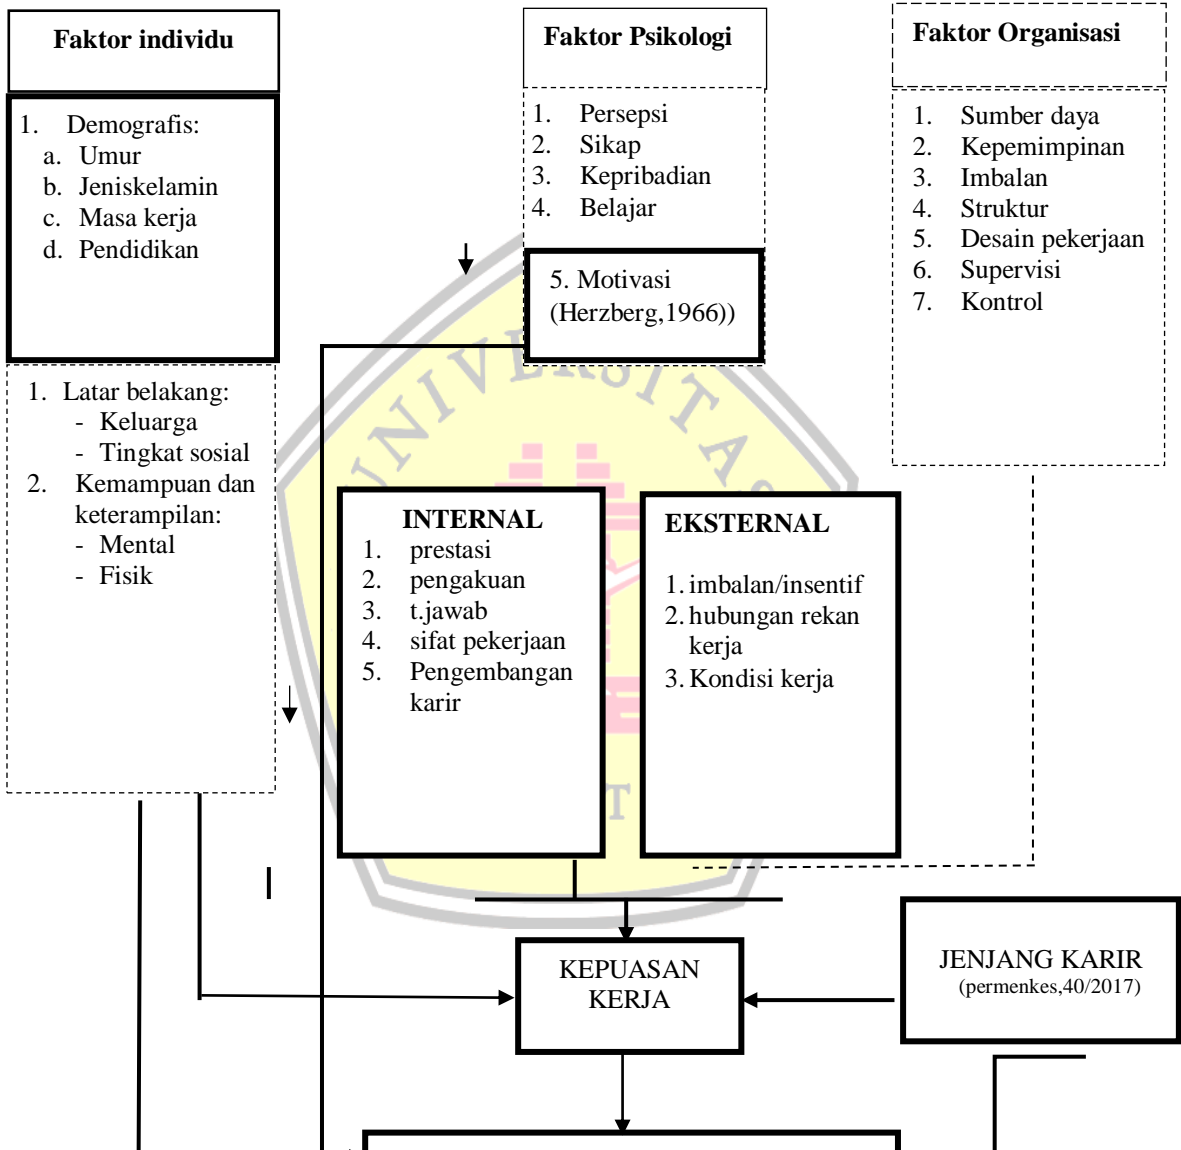 Faktor individu
1. Demografis:
a. Umur
b. Jeniskelamin
c. Masa kerja
d. Pendidikan
1. Latar belakang:
- Keluarga
- Tingkat sosial
2. Kemampuan dan
keterampilan:
- Mental
- Fisik
Faktor Psikologi
1. Persepsi
2. Sikap
3. Kepribadian
4. Belajar
5. Motivasi
(Herzberg,1966))
Faktor Organisasi
1. Sumber daya
2. Kepemimpinan
3. Imbalan
4. Struktur
5. Desain pekerjaan
6. Supervisi
7. Kontrol
UNIVERSITAS
INTERNAL
1. prestasi
2. pengakuan
3. t.jawab
4. sifat pekerjaan
5. Pengembangan
karir
EKSTERNAL
1. imbalan/insentif
2. hubungan rekan
kerja
3. Kondisi kerja
KEPUASAN
KERJA
JENJANG KARIR
(permenkes,40/2017)